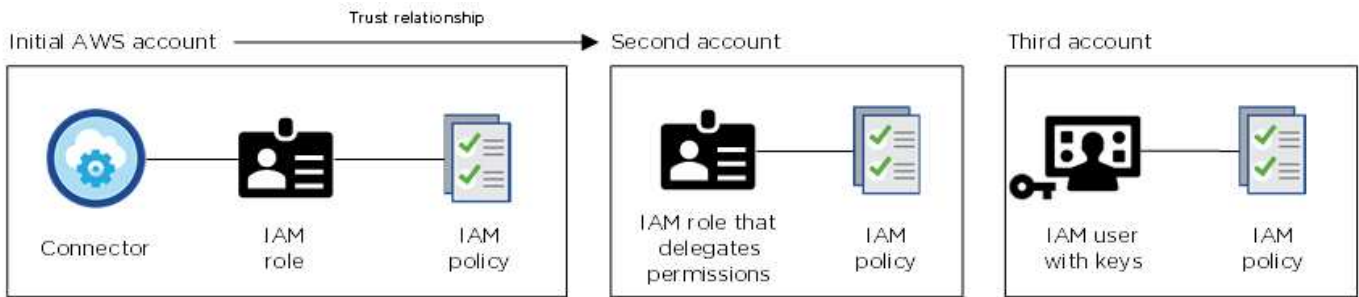 Trust relationship
Initial AWS account
Second account
Third account
Connector
IAM
role
IAM
policy
IAM role that
delegates
permissions
IAM
policy
IAM user
with keys
IAM
policy